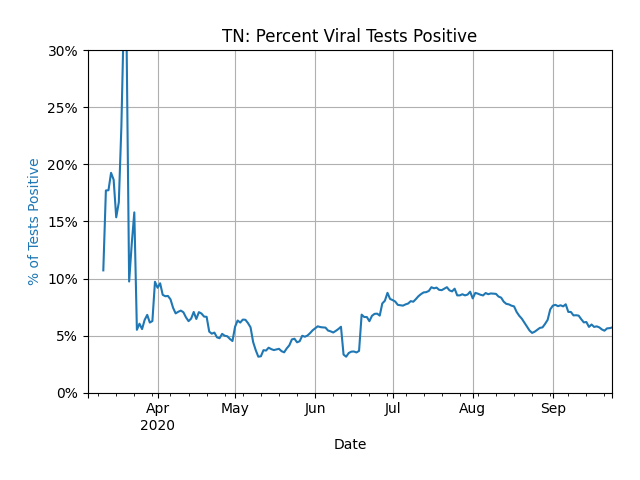 TN: Percent Viral Tests Positive
30%
25%
20%
15%
10%
5%
0%
% of Tests Positive
Apr
2020
May
Jun
Jul
Aug
Sep
Date